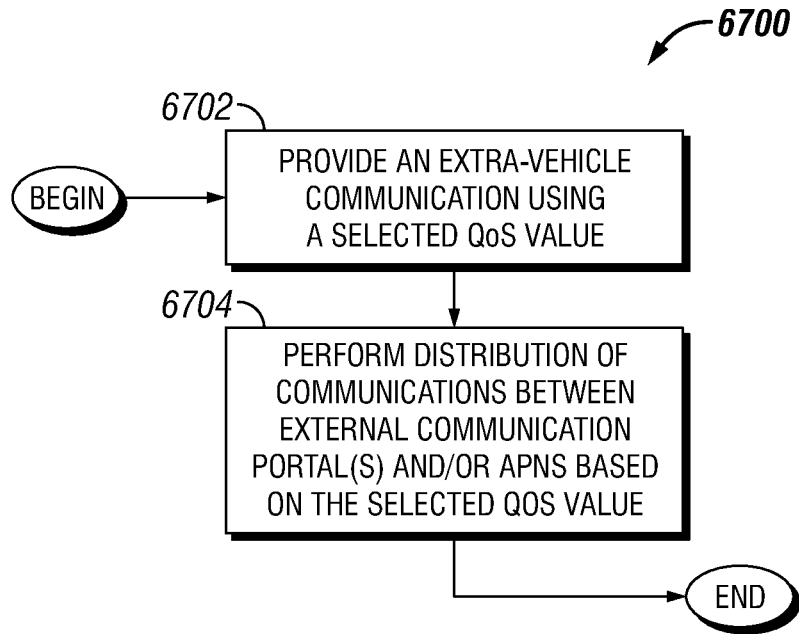 6700
6702
BEGIN
PROVIDE AN EXTRA-VEHICLE
COMMUNICATION USING
A SELECTED QoS VALUE
6704
PERFORM DISTRIBUTION OF
COMMUNICATIONS BETWEEN
EXTERNAL COMMUNICATION
PORTAL(S) AND/OR APNS BASED
ON THE SELECTED QOS VALUE
END